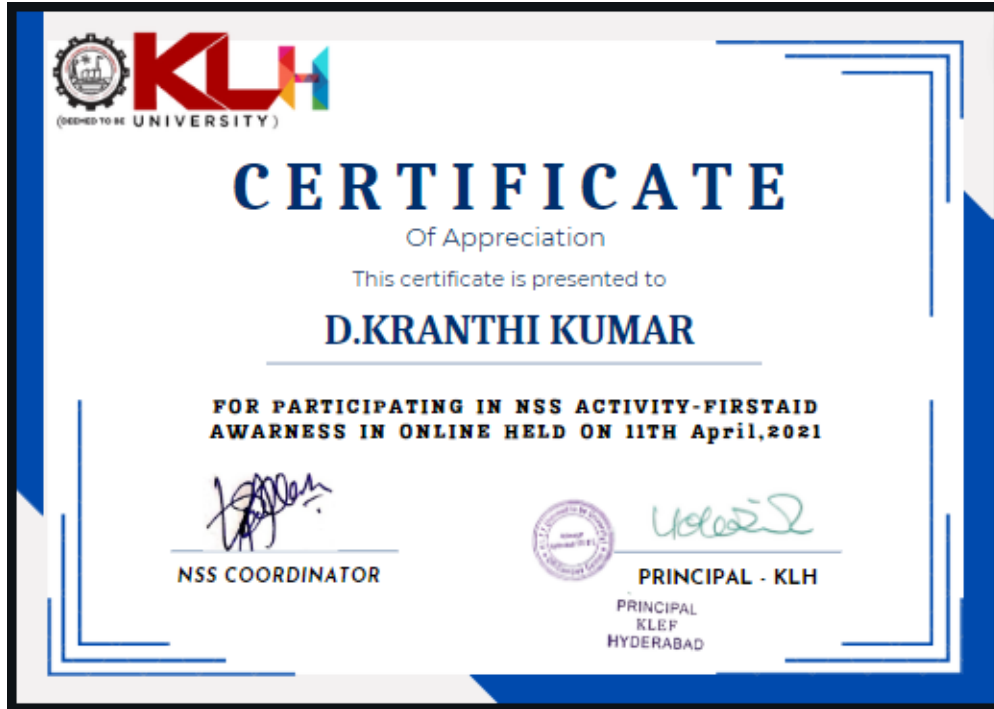 KLH
(DEEMED TO BE UNIVERSITY)
CERTIFICATE
Of Appreciation
This certificate is presented to
D.KRANTHI KUMAR
FOR PARTICIPATING IN NSS ACTIVITY-FIRSTAID
AWARNESS IN ONLINE HELD ON 11TH April,2021
NSS COORDINATOR
PRINCIPAL - KLH
PRINCIPAL
KLEF
HYDERABAD